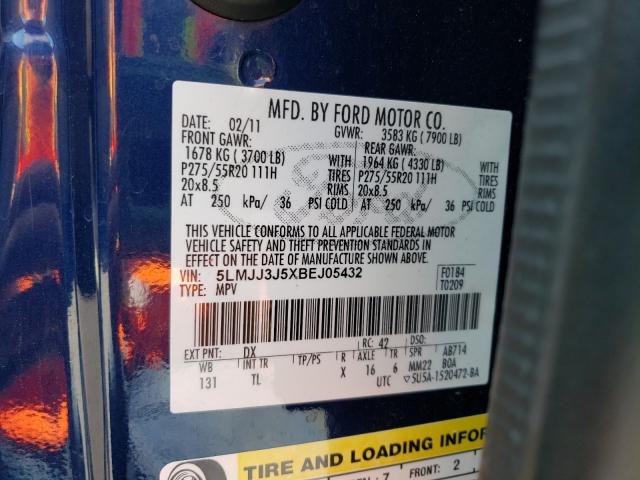 MFD. BY FORD MOTOR CO.
DATE: 02/11 GVWR: 3583 KG (7900 LB)
FRONT GAWR: REAR GAWR:
1678 KG (3700 LB) WITH 1964 KG (4330 LB) WITH
P275/55R20 111H TIRES P275/55R20 111H TIRES
20x8.5 RIMS 20x8.5 RIMS
AT 250 kPa/ 36 PSI COLD AT 250 kPa/ 36 PSI COLD
THIS VEHICLE CONFORMS TO ALL APPLICABLE FEDERAL MOTOR
VEHICLE SAFETY AND THEFT PREVENTION STANDARDS IN
EFFECT ON THE DATE OF MANUFACTURE SHOWN ABOVE.
VIN: 5LMJJ3J5XBEJ05432 F0184
TYPE: MPV T0209
EXT PNT: DX RC: 42 DSO:
WB INT TR TP/PS R AXLE TR SPR AB714
131 TL X 16 6 MM22 BOA
UTC ▽5U5A-1520472-BA
TIRE AND LOADING INFOR
7 FRONT: 2